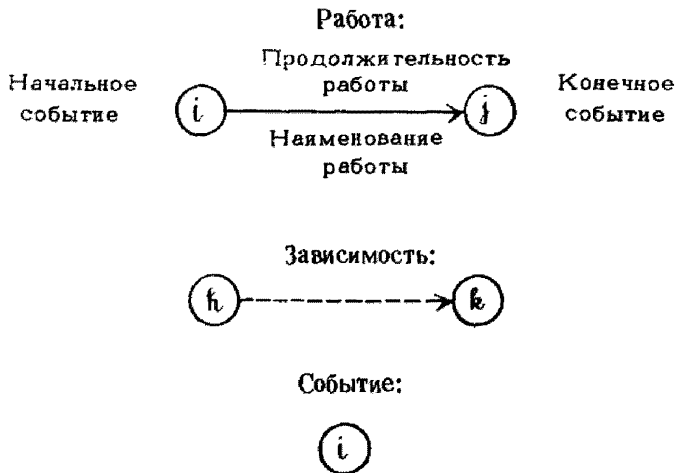 Работа:
Продолжительность
работы
Начальное
событие
i
j
Конечное
событие
Наименование
работы
Зависимость:
h
k
Событие:
i